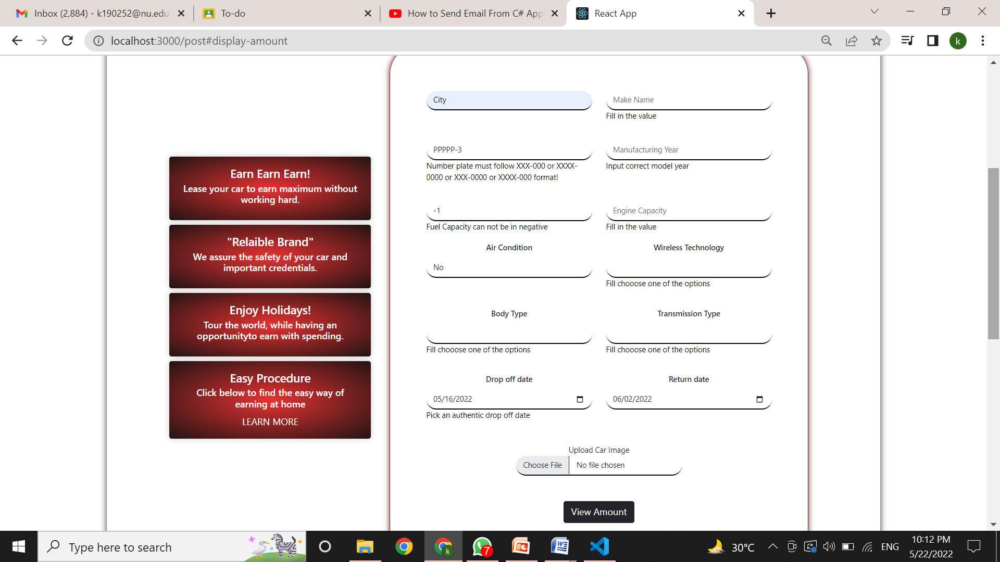 Inbox (2,884) - k190252@nu.edu.
To-do
How to Send Email From C# App
React App
localhost:3000/post#display-amount
k
City
Make Name
Fill in the value
PPPPP-3
Manufacturing Year
Number plate must follow XXX-000 or XXXX-
0000 or XXX-0000 or XXXX-000 format!
Input correct model year
-1
Engine Capacity
Fuel Capacity can not be in negative
Fill in the value
Air Condition
Wireless Technology
No
Fill chooose one of the options
Body Type
Transmission Type
Fill chooose one of the options
Fill chooose one of the options
Drop off date
Return date
05/16/2022
06/02/2022
Pick an authentic drop off date
Upload Car Image
Choose File
No file chosen
View Amount
Earn Earn Earn!
Lease your car to earn maximum without
working hard.
"Relaible Brand"
We assure the safety of your car and
important credentials.
Enjoy Holidays!
Tour the world, while having an
opportunityto earn with spending.
Easy Procedure
Click below to find the easy way of
earning at home
LEARN MORE
Type here to search
k
7
30°C
ENG
10:12 PM
5/22/2022